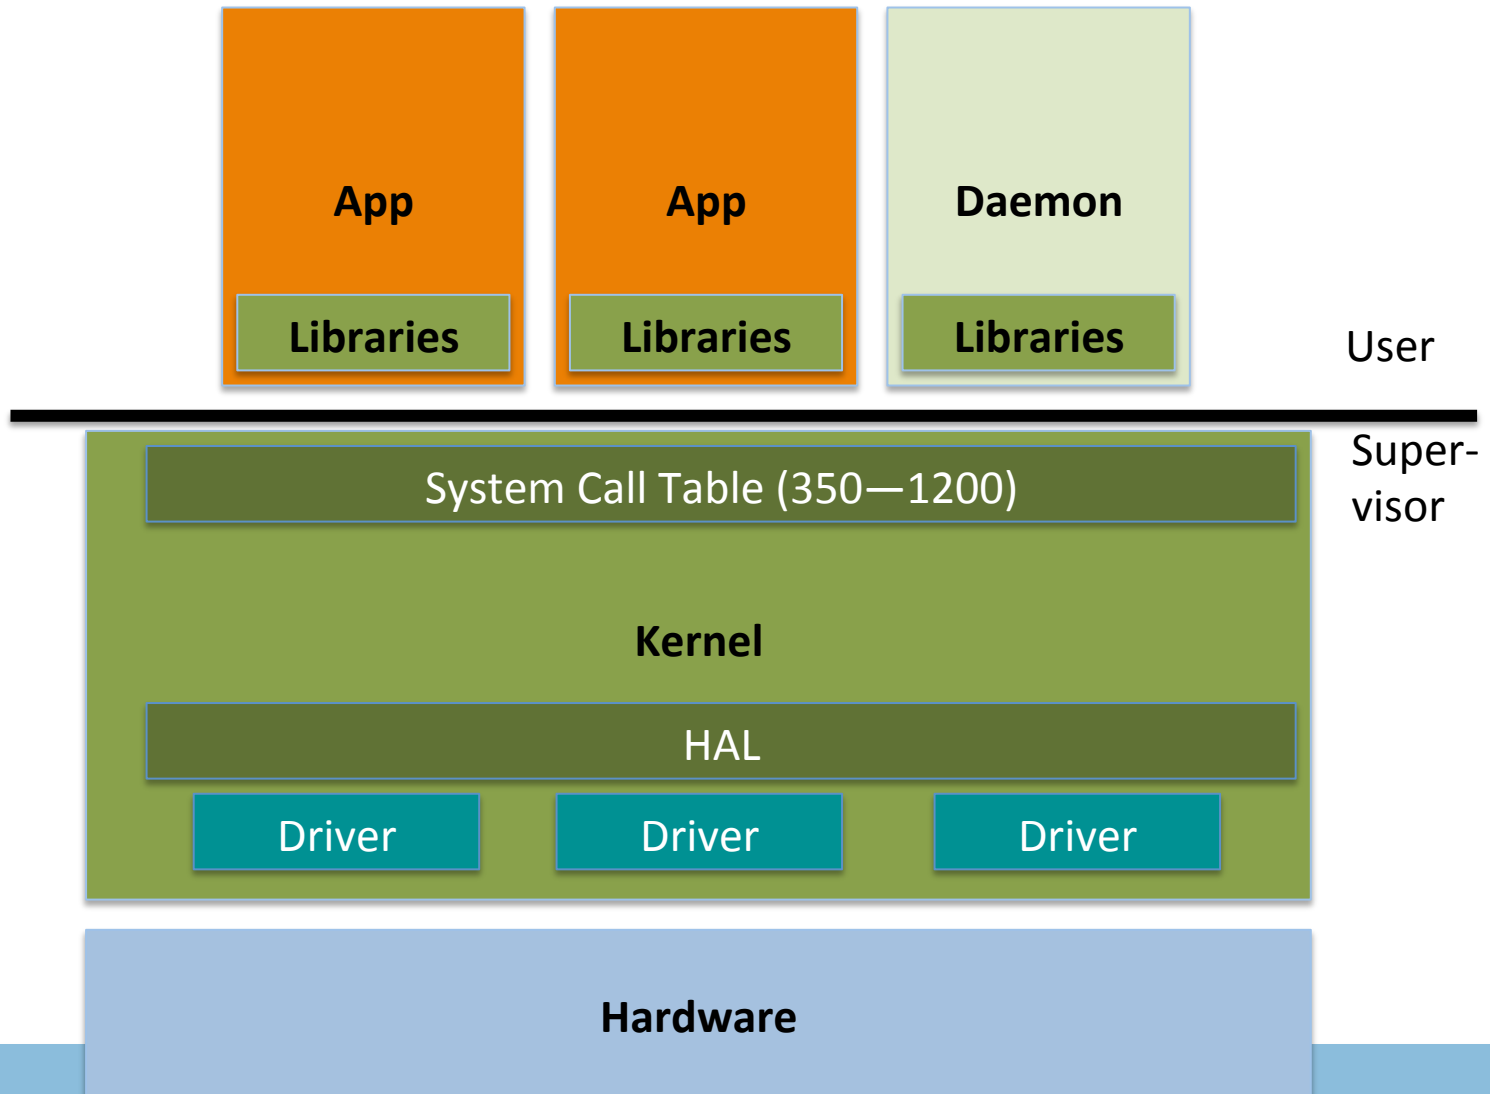 App
App
Daemon
Libraries
Libraries
Libraries
User
Super-
visor
System Call Table (350—1200)
Kernel
HAL
Driver
Driver
Driver
Hardware